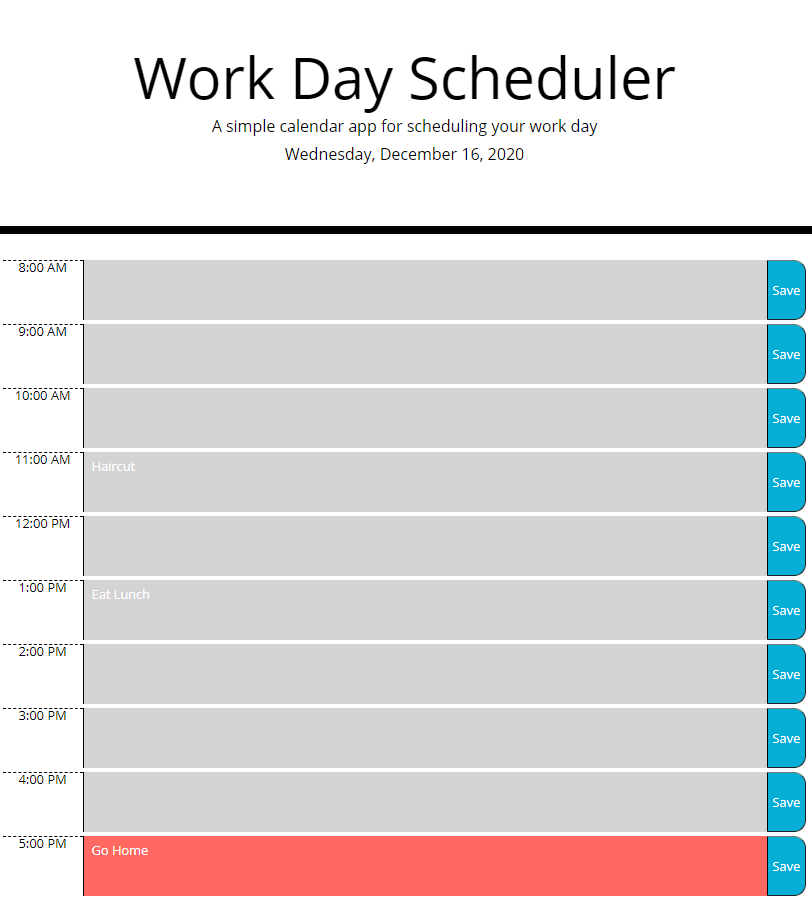 Work Day Scheduler
A simple calendar app for scheduling your work day
Wednesday, December 16, 2020
8:00 AM Save
9:00 AM Save
10:00 AM Save
11:00 AM Haircut Save
12:00 PM Save
1:00 PM Eat Lunch Save
2:00 PM Save
3:00 PM Save
4:00 PM Save
5:00 PM Go Home Save